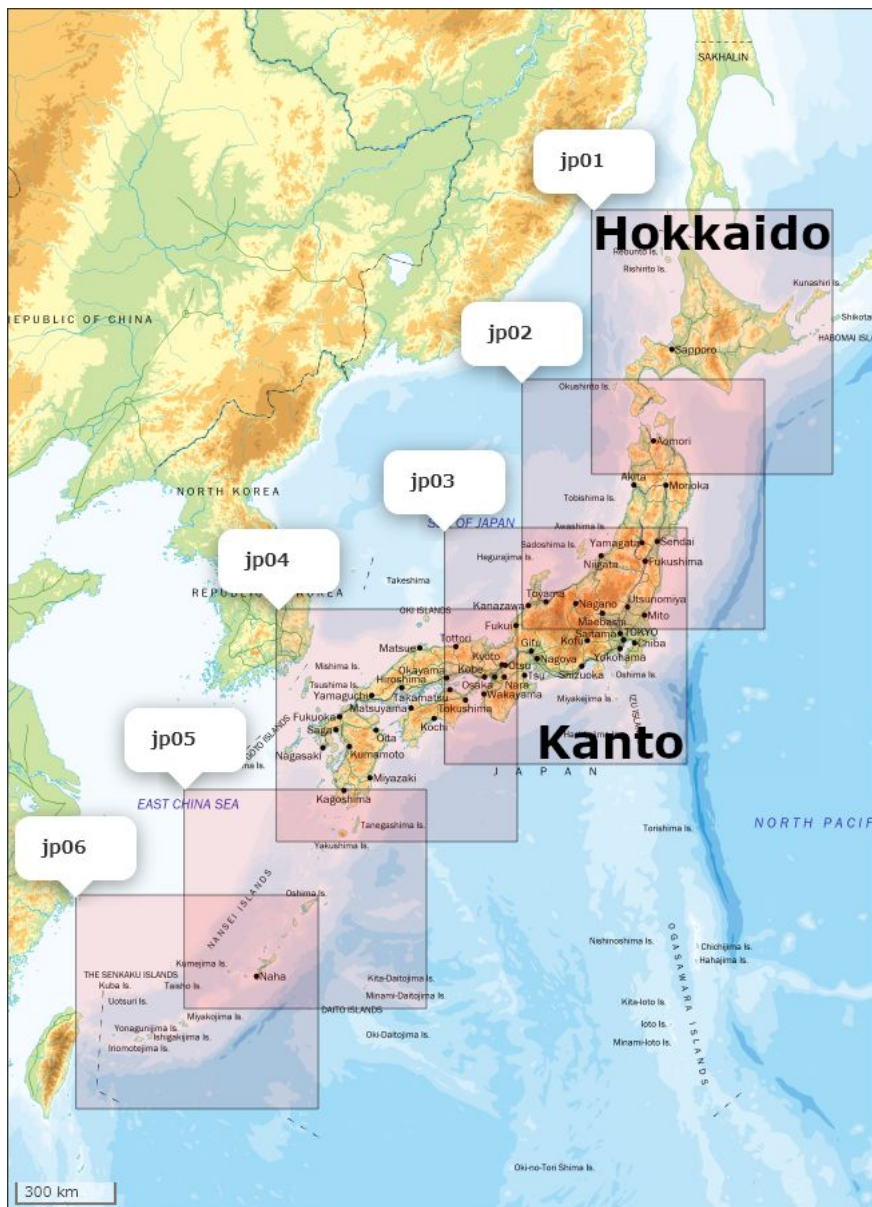 SAKHALIN
jp01
Hokkaido
Rebunto Is.
Rishirito Is.
Kunashiri Is.
REPUBLIC OF CHINA
Shikota
HABOMAI ISL
jp02
Sapporo
Okushirito Is.
Aomori
jp03
NORTH KOREA
Akita
Morioka
Tobishima Is.
SEA OF JAPAN
Awashima Is.
Sadoshima Is.
Yamagata
Sendai
jp04
Hegurajima Is.
Niigata
Fukushima
Takeshima
REPUBLIC OF KOREA
Toyama
OKI ISLANDS
Kanazawa
Nagano
Utsunomiya
Maebashi
Mito
Fukui
Saitama
TOKYO
Matsue
Tottori
Gifu
Kofu
Chiba
Kyoto
Otsu
Nagoya
Yokohama
Mishima Is.
Okayama
Kobe
Tsu
Shizuoka
Oshima Is.
Tsushima Is.
Hiroshima
Osaka
Nara
Yamaguchi
Takamatsu
Wakayama
Miyakejima Is.
IZU ISL
Matsuyama
Tokushima
Fukuoka
Kochi
GOTO ISLANDS
Saga
Oita
Kanto
jp05
Nagasaki
Kumamoto
Miyazaki
J A P A N
Kagoshima
EAST CHINA SEA
Tanegashima Is.
NORTH PACIF
Torishima Is.
jp06
Yakushima Is.
Oshima Is.
NANSEI ISLANDS
OGASAWARA ISLANDS
Nishinoshima Is.
Chichijima Is.
Kumejima Is.
Hahajima Is.
THE SENKAKU ISLANDS
Naha
Kuba Is.
Taisho Is.
Kita-Daitojima Is.
Uotsuri Is.
Minami-Daitojima Is.
Kita-Ioto Is.
Miyakojima Is.
DAITO ISLANDS
Yonagunijima Is.
Ioto Is.
Ishigakijima Is.
Oki-Daitojima Is.
Iriomotejima Is.
Minami-Ioto Is.
Oki-no-Tori Shima Is.
300 km